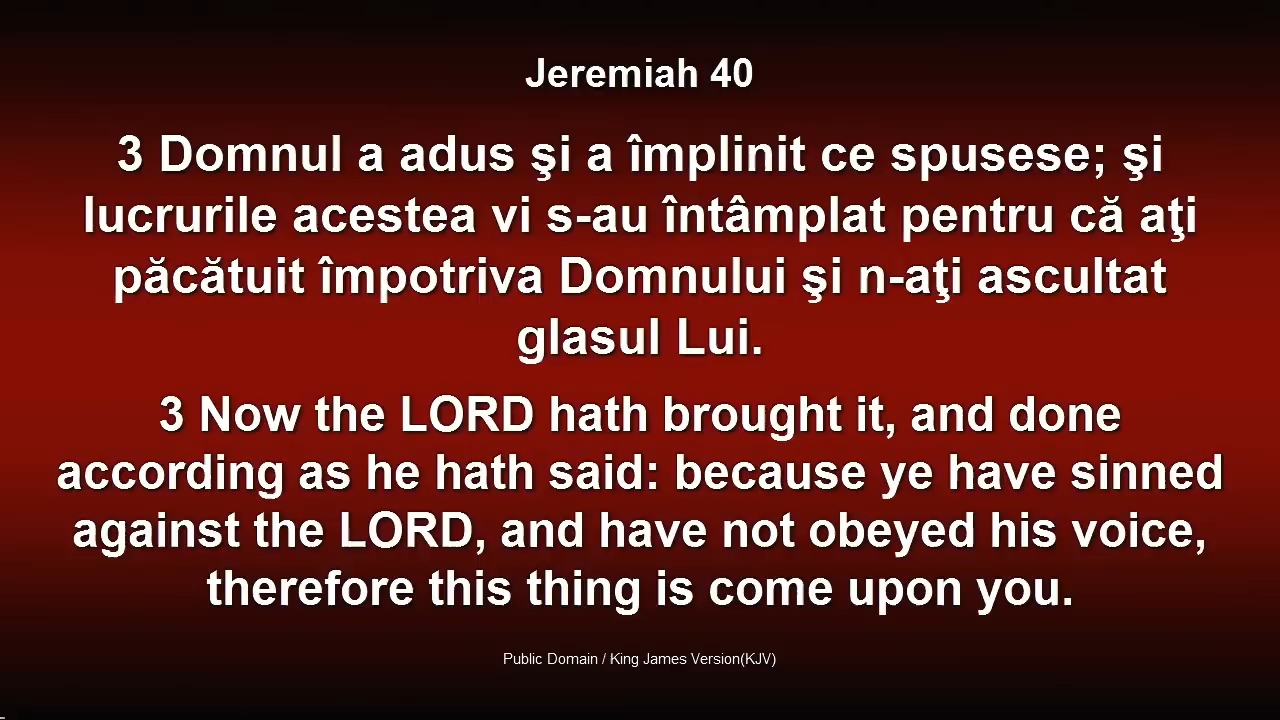 Jeremiah 40
3 Domnul a adus şi a împlinit ce spusese; şi
lucrurile acestea vi s-au întâmplat pentru că aţi
păcătuit împotriva Domnului şi n-aţi ascultat
glasul Lui.
3 Now the LORD hath brought it, and done
according as he hath said: because ye have sinned
against the LORD, and have not obeyed his voice,
therefore this thing is come upon you.
Public Domain / King James Version(KJV)